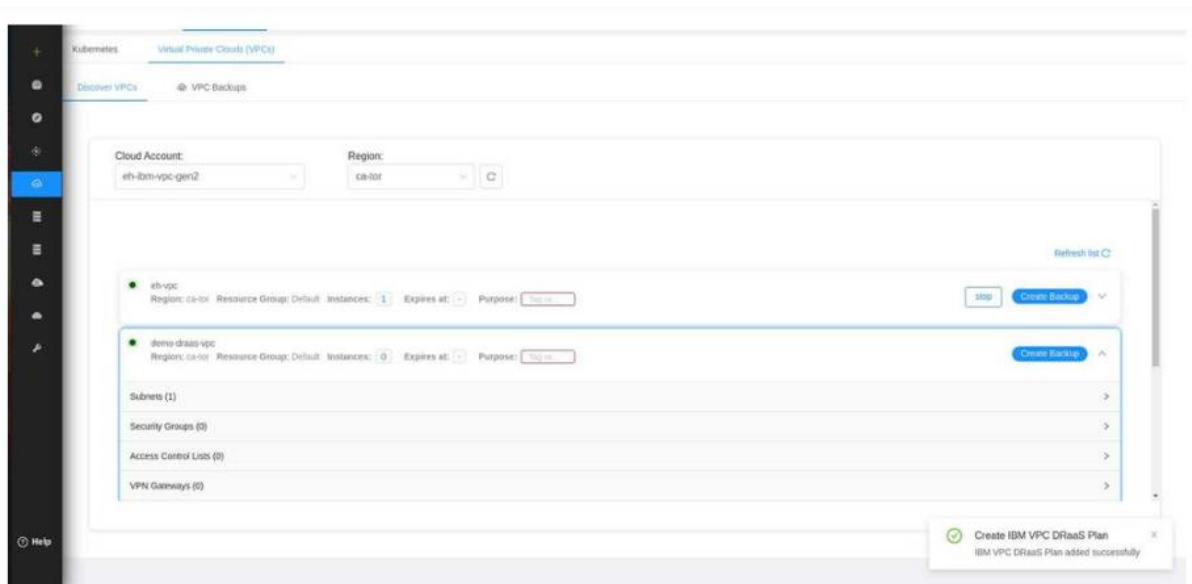 Kubernetes Virtual Private Clouds (VPCs)
Discover VPCs VPC Backups
Cloud Account: Region:
eh-ibm-vpc-gen2 ca-tor
Refresh list
eh-vpc
Region: ca-tor Resource Group: Default Instances: 1 Expires at: - Purpose:
stop Create Backup
demo-draas-vpc
Region: ca-tor Resource Group: Default Instances: 0 Expires at: - Purpose:
Create Backup
Subnets (1)
Security Groups (0)
Access Control Lists (0)
VPN Gateways (0)
Help
Create IBM VPC DRaaS Plan
IBM VPC DRaaS Plan added successfully